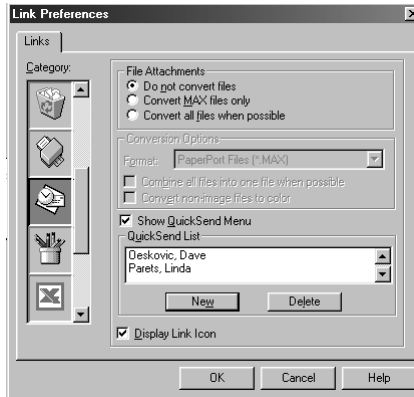 Link Preferences
Links
Category:
File Attachments
Do not convert files
Convert MAX files only
Convert all files when possible
Conversion Options
Format: PaperPort Files (*.MAX)
Combine all files into one file when possible
Convert non-image files to color
Show QuickSend Menu
QuickSend List
Oeskovic, Dave
Parets, Linda
New Delete
Display Link Icon
OK Cancel Help